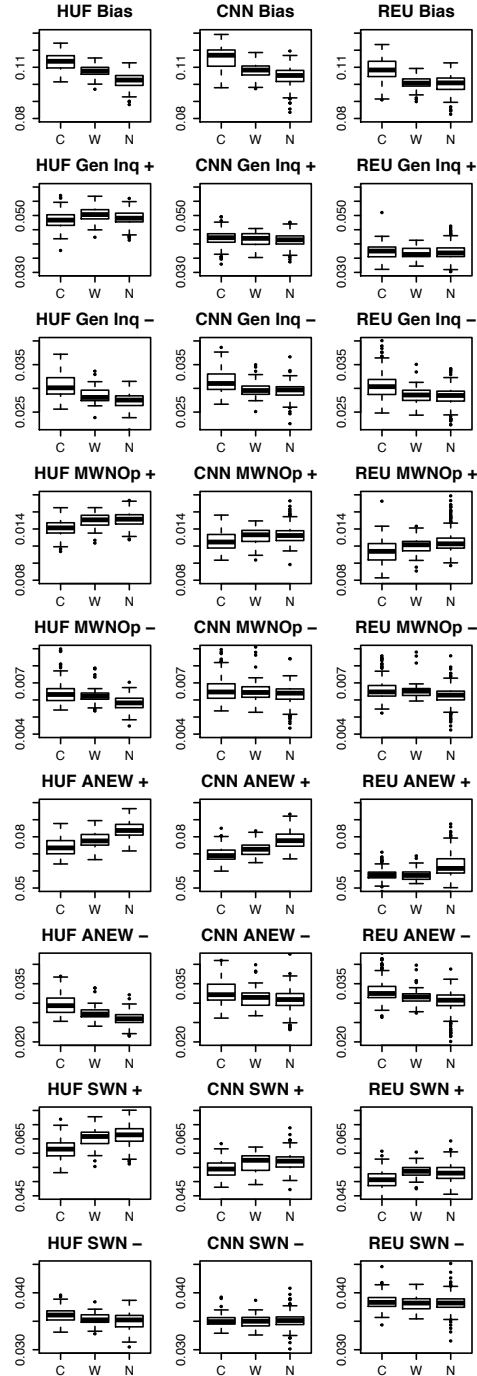 HUF Bias CNN Bias REU Bias
0.08 0.11 0.08 0.11 0.08 0.11
C W N C W N C W N
HUF Gen Inq + CNN Gen Inq + REU Gen Inq +
0.030 0.050 0.030 0.050 0.030 0.050
C W N C W N C W N
HUF Gen Inq − CNN Gen Inq − REU Gen Inq −
0.025 0.035 0.025 0.035 0.025 0.035
C W N C W N C W N
HUF MWNOp + CNN MWNOp + REU MWNOp +
0.008 0.014 0.008 0.014 0.008 0.014
C W N C W N C W N
HUF MWNOp − CNN MWNOp − REU MWNOp −
0.004 0.007 0.004 0.007 0.004 0.007
C W N C W N C W N
HUF ANEW + CNN ANEW + REU ANEW +
0.05 0.08 0.05 0.08 0.05 0.08
C W N C W N C W N
HUF ANEW − CNN ANEW − REU ANEW −
0.020 0.035 0.020 0.035 0.020 0.035
C W N C W N C W N
HUF SWN + CNN SWN + REU SWN +
0.045 0.065 0.045 0.065 0.045 0.065
C W N C W N C W N
HUF SWN − CNN SWN − REU SWN −
0.030 0.040 0.030 0.040 0.030 0.040
C W N C W N C W N